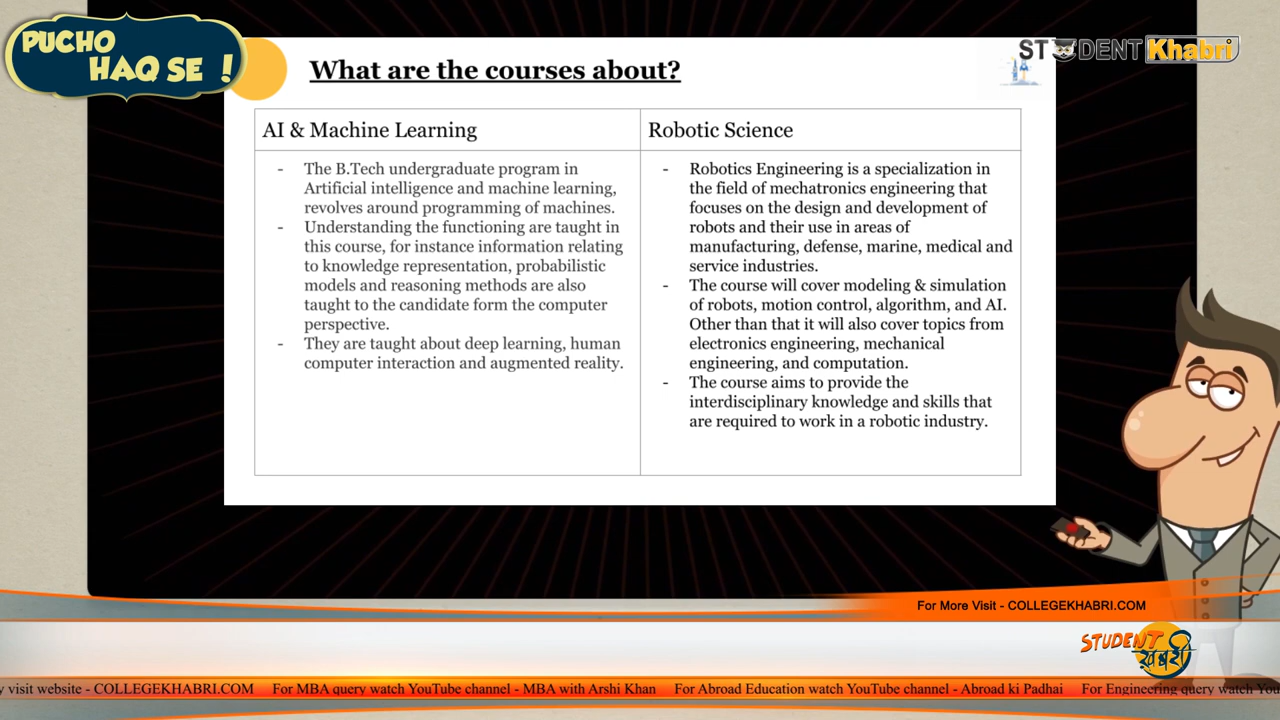 PUCHO
HAQ SE !
STUDENT Khabri
What are the courses about?
AI & Machine Learning
- The B.Tech undergraduate program in
Artificial intelligence and machine learning,
revolves around programming of machines.
- Understanding the functioning are taught in
this course, for instance information relating
to knowledge representation, probabilistic
models and reasoning methods are also
taught to the candidate form the computer
perspective.
- They are taught about deep learning, human
computer interaction and augmented reality.
Robotic Science
- Robotics Engineering is a specialization in
the field of mechatronics engineering that
focuses on the design and development of
robots and their use in areas of
manufacturing, defense, marine, medical and
service industries.
- The course will cover modeling & simulation
of robots, motion control, algorithm, and AI.
Other than that it will also cover topics from
electronics engineering, mechanical
engineering, and computation.
- The course aims to provide the
interdisciplinary knowledge and skills that
are required to work in a robotic industry.
For More Visit - COLLEGEKHABRI.COM
STUDENT
ख़बरी
y visit website - COLLEGEKHABRI.COM For MBA query watch YouTube channel - MBA with Arshi Khan For Abroad Education watch YouTube channel - Abroad ki Padhai For Engineering query watch You